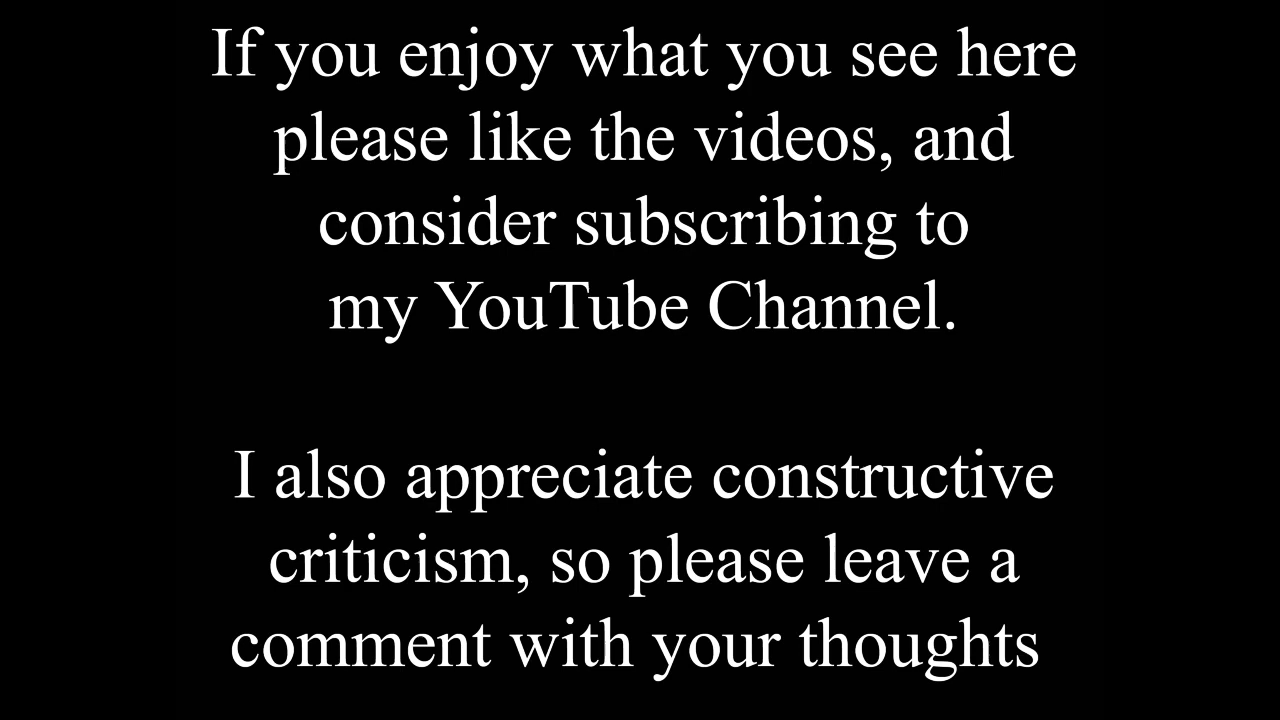 If you enjoy what you see here
please like the videos, and
consider subscribing to
my YouTube Channel.
I also appreciate constructive
criticism, so please leave a
comment with your thoughts